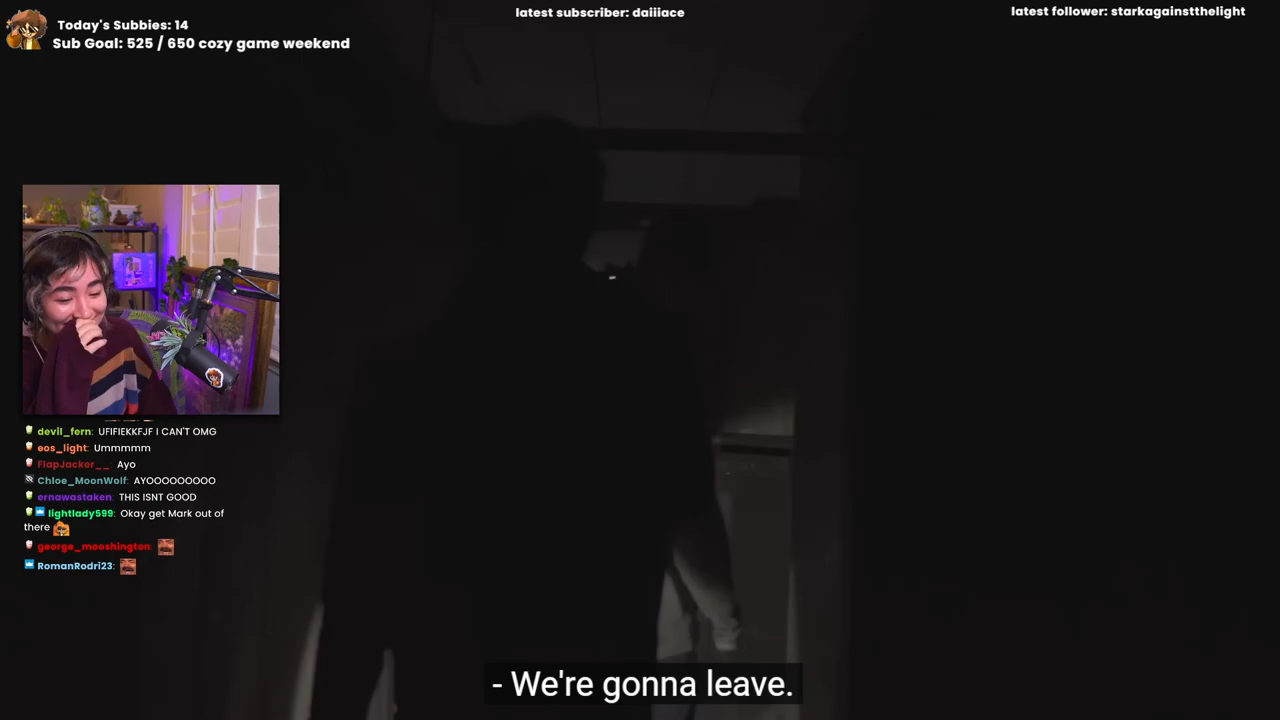 Today's Subbies: 14
Sub Goal: 525 / 650 cozy game weekend
latest subscriber: daiiiace
latest follower: starkagainstthelight
devil_fern: UFIFIEKKFJF I CAN'T OMG
eos_light: Ummmmm
FlapJacker__ Ayo
Chloe_MoonWolf: AYOOOOOOOOO
ernawastaken: THIS ISNT GOOD
lightlady599: Okay get Mark out of
there
george_mooshington:
RomanRodri23:
- We're gonna leave.